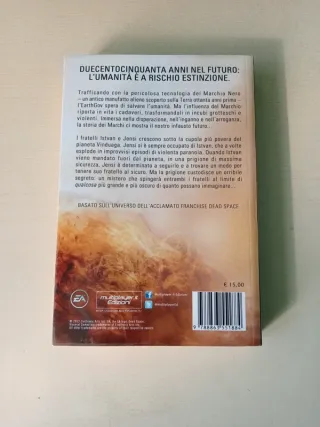 DUECENTOCINQUANTA ANNI NEL FUTURO:
L'UMANITÀ È A RISCHIO ESTINZIONE.
Trafficando con la pericolosa tecnologia del Marchio Nero
– un antico manufatto alieno scoperto sulla Terra ottanta anni prima –
l'EarthGov spera di salvare l'umanità. Ma l'influenza del Marchio
riporta in vita i cadaveri, trasformandoli in incubi grotteschi e
violenti. Immersa nella disperazione, nell'inganno e nell'arroganza,
la storia dei Marchi ci mostra il nostro infausto futuro...
I fratelli Istvan e Jensi crescono sotto la cupola più povera del
pianeta Vinduaga. Jensi si è sempre occupato di Istvan, che a volte
esplode in improvvisi episodi di violenta paranoia. Quando Istvan
viene mandato fuori dal pianeta, in una prigione di massima
sicurezza, Jensi è determinato a seguirlo e a trovare un modo per
tenere suo fratello al sicuro. Ma la prigione custodisce un terribile
segreto: un mistero che spingerà entrambi i fratelli al limite di
qualcosa più grande e più oscuro di quanto possano immaginare...
BASATO SULL'UNIVERSO DELL'ACCLAMATO FRANCHISE DEAD SPACE
€ 15,00
EA
multiplayer.it
Edizioni